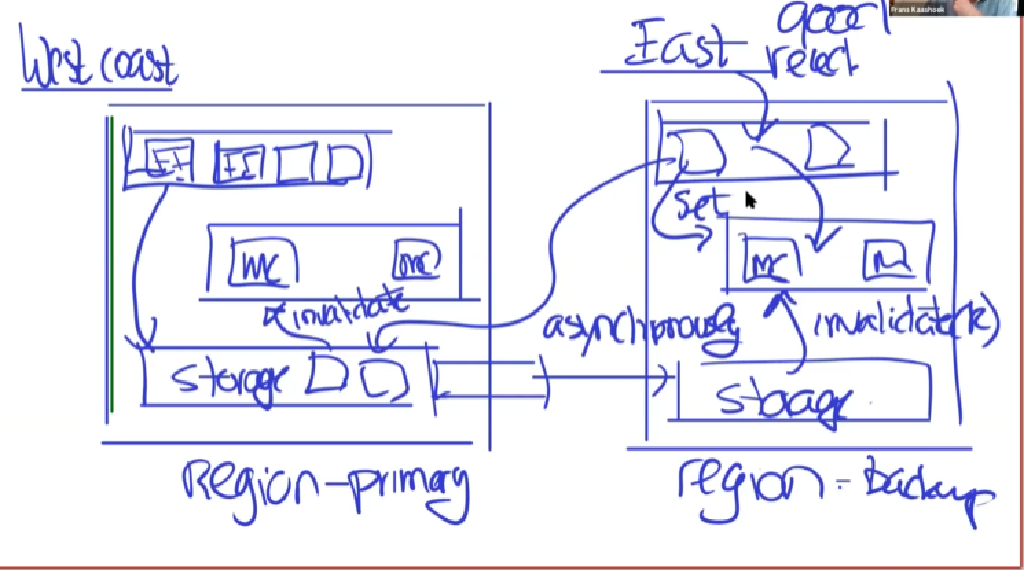 Frans Kaashoek
West coast
East
good
FE FE
set
mc mc
mc m
invalidate
asynchronously
invalidate(k)
storage
storage
Region-primary
region - backup